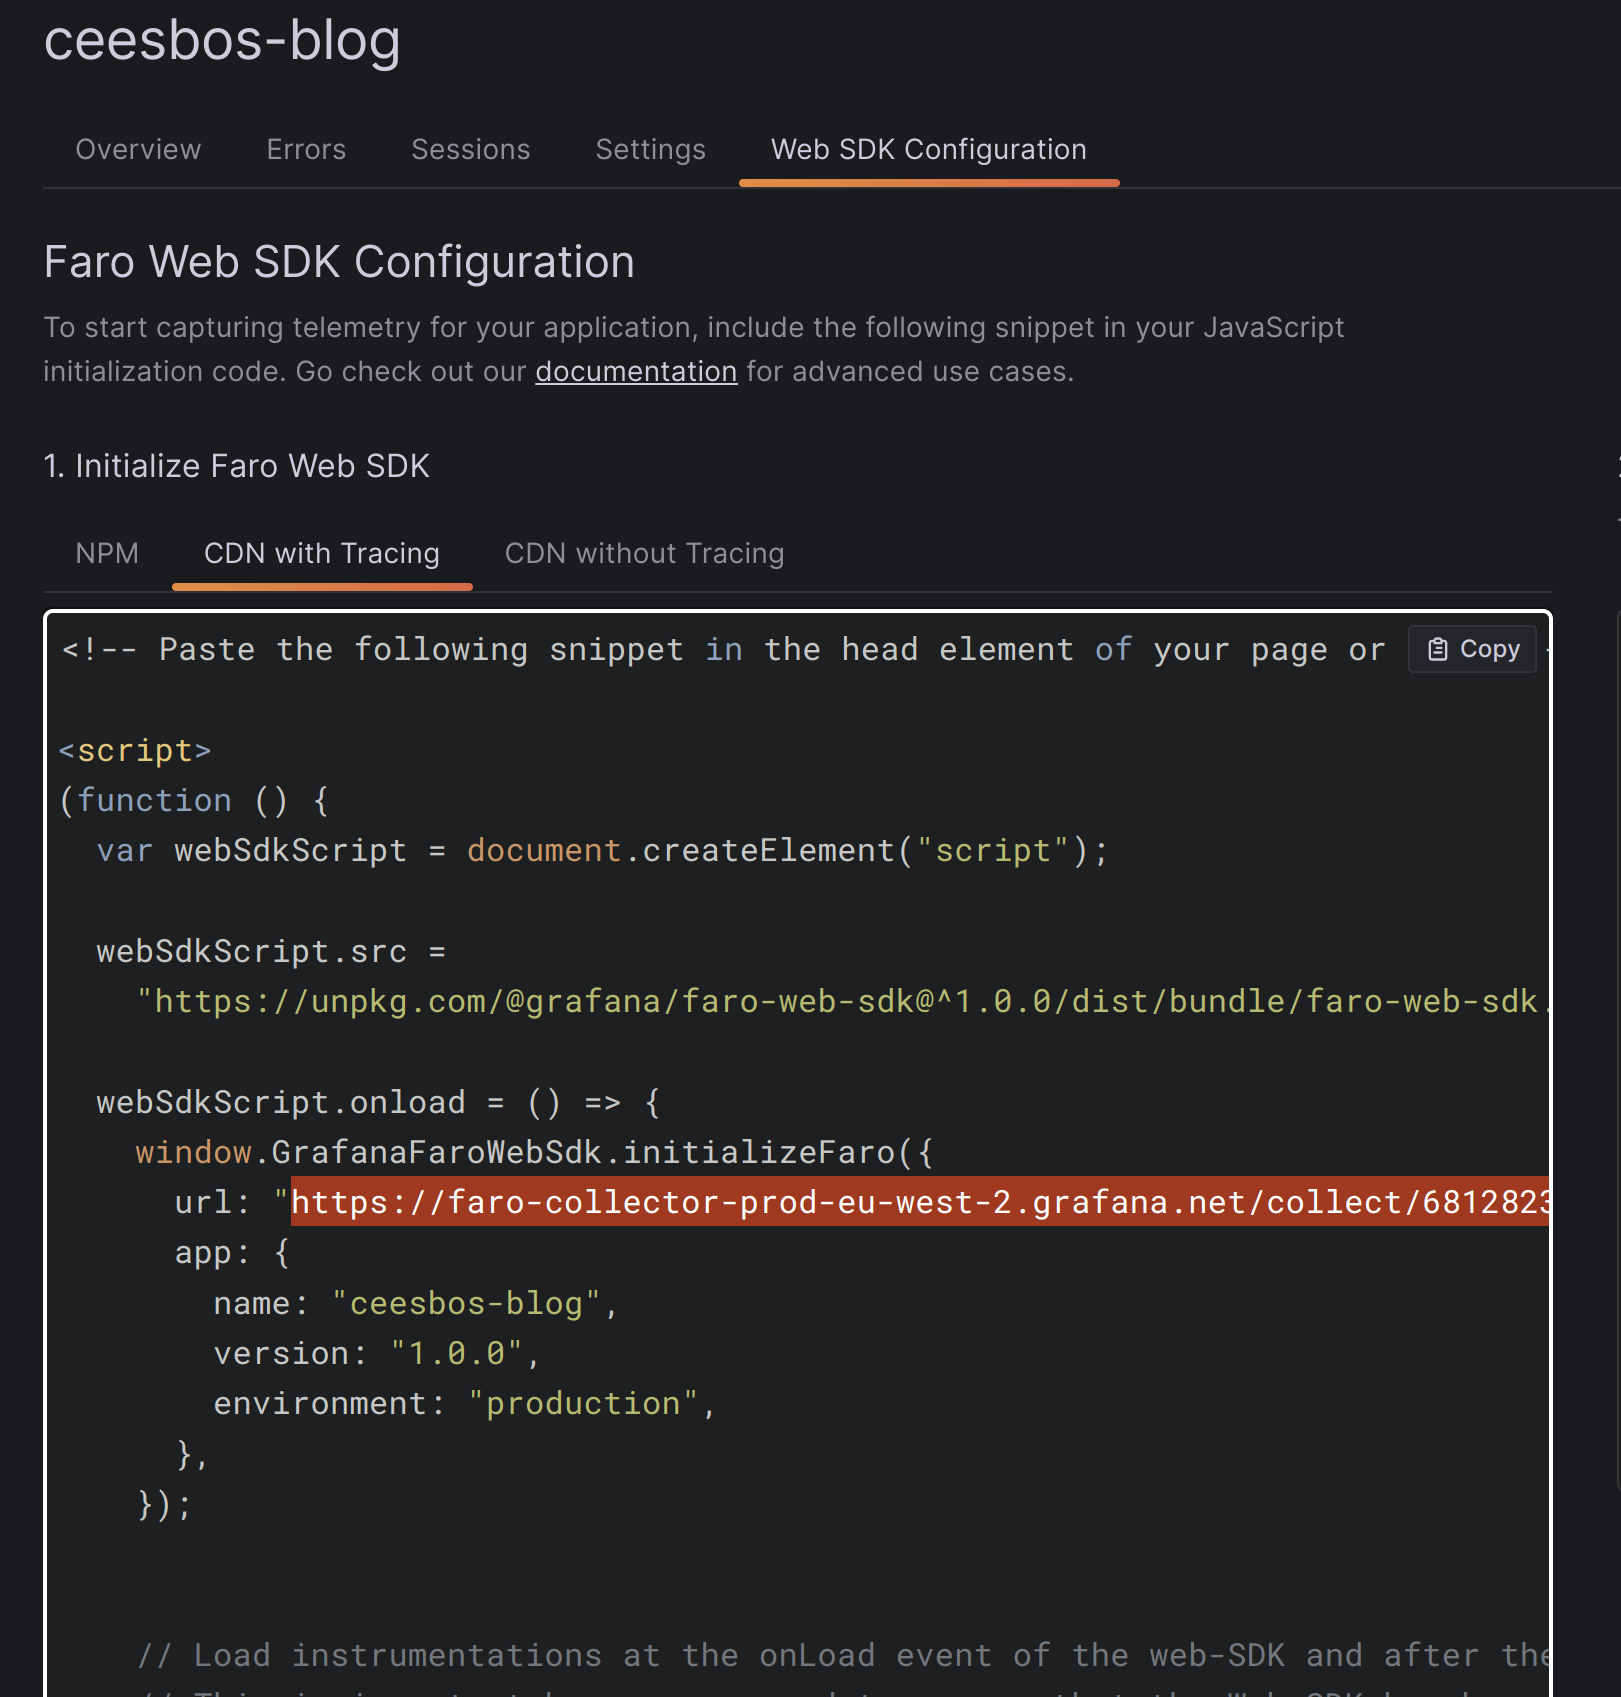 ceesbos-blog
Overview Errors Sessions Settings Web SDK Configuration
Faro Web SDK Configuration
To start capturing telemetry for your application, include the following snippet in your JavaScript
initialization code. Go check out our documentation for advanced use cases.
1. Initialize Faro Web SDK
NPM CDN with Tracing CDN without Tracing
<!-- Paste the following snippet in the head element of your page or
Copy
<script>
(function () {
var webSdkScript = document.createElement("script");
webSdkScript.src =
"https://unpkg.com/@grafana/faro-web-sdk@^1.0.0/dist/bundle/faro-web-sdk.
webSdkScript.onload = () => {
window.GrafanaFaroWebSdk.initializeFaro({
url: "https://faro-collector-prod-eu-west-2.grafana.net/collect/6812823
app: {
name: "ceesbos-blog",
version: "1.0.0",
environment: "production",
},
});
// Load instrumentations at the onLoad event of the web-SDK and after the